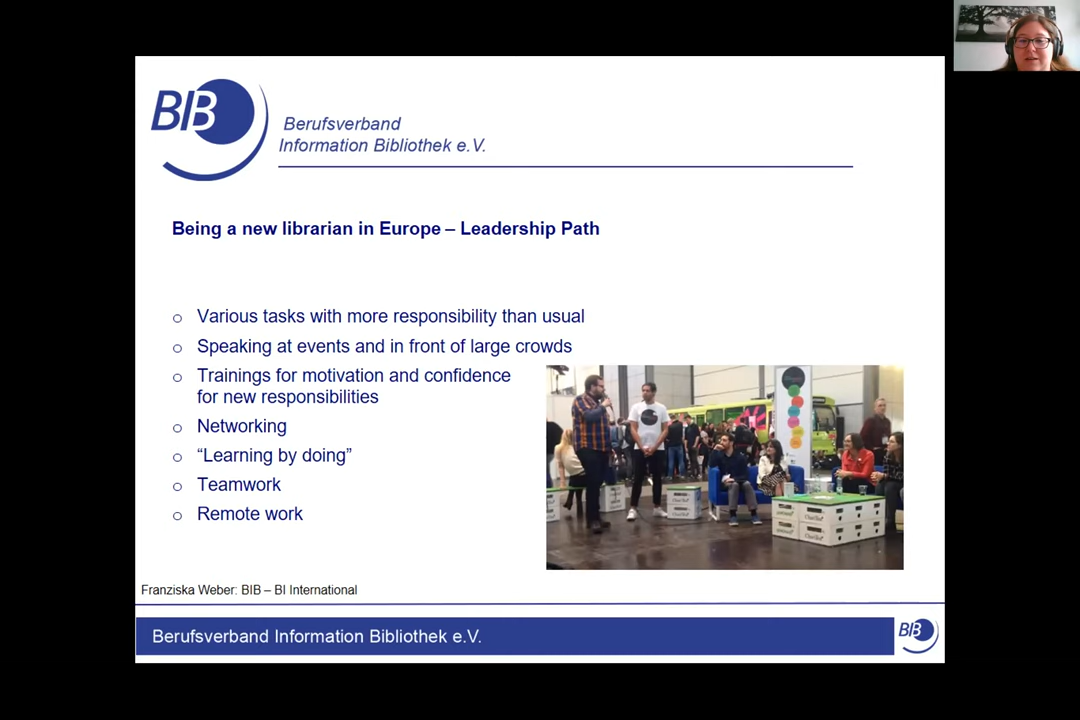 BIB
Berufsverband
Information Bibliothek e.V.
Being a new librarian in Europe – Leadership Path
o Various tasks with more responsibility than usual
o Speaking at events and in front of large crowds
o Trainings for motivation and confidence
for new responsibilities
o Networking
o “Learning by doing”
o Teamwork
o Remote work
Franziska Weber: BIB – BI International
Berufsverband Information Bibliothek e.V.
BIB